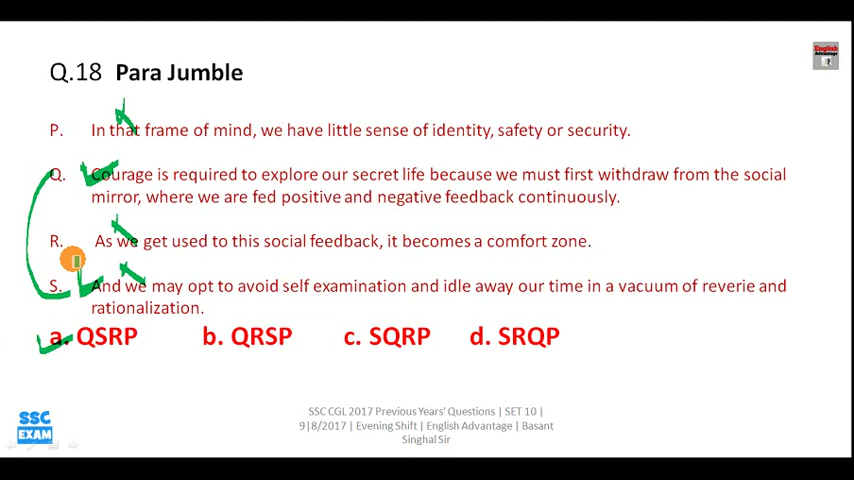 English
Advantage
Q.18 Para Jumble
P. In that frame of mind, we have little sense of identity, safety or security.
Q. Courage is required to explore our secret life because we must first withdraw from the social
mirror, where we are fed positive and negative feedback continuously.
R. As we get used to this social feedback, it becomes a comfort zone.
S. And we may opt to avoid self examination and idle away our time in a vacuum of reverie and
rationalization.
a. QSRP b. QRSP c. SQRP d. SRQP
SSC CGL 2017 Previous Years' Questions | SET 10 |
9|8/2017 | Evening Shift | English Advantage | Basant
Singhal Sir
SSC
EXAM